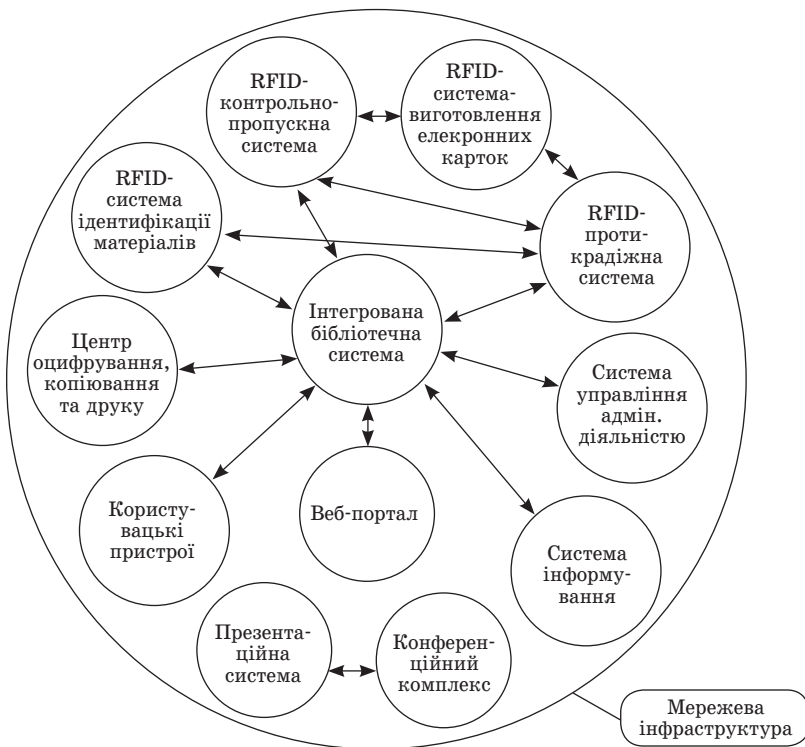 RFID-
контрольно-
пропускна
система
RFID-
система-
виготовлення
елекронних
карток
RFID-
система
ідентифікації
матеріалів
RFID-
проти-
крадіжна
система
Інтегрована
бібліотечна
система
Центр
оцифрування,
копіювання
та друку
Система
управління
адмін.
діяльністю
Користу-
вацькі
пристрої
Веб-портал
Система
інформу-
вання
Презента-
ційна
система
Конферен-
ційний
комплекс
Мережева
інфраструктура